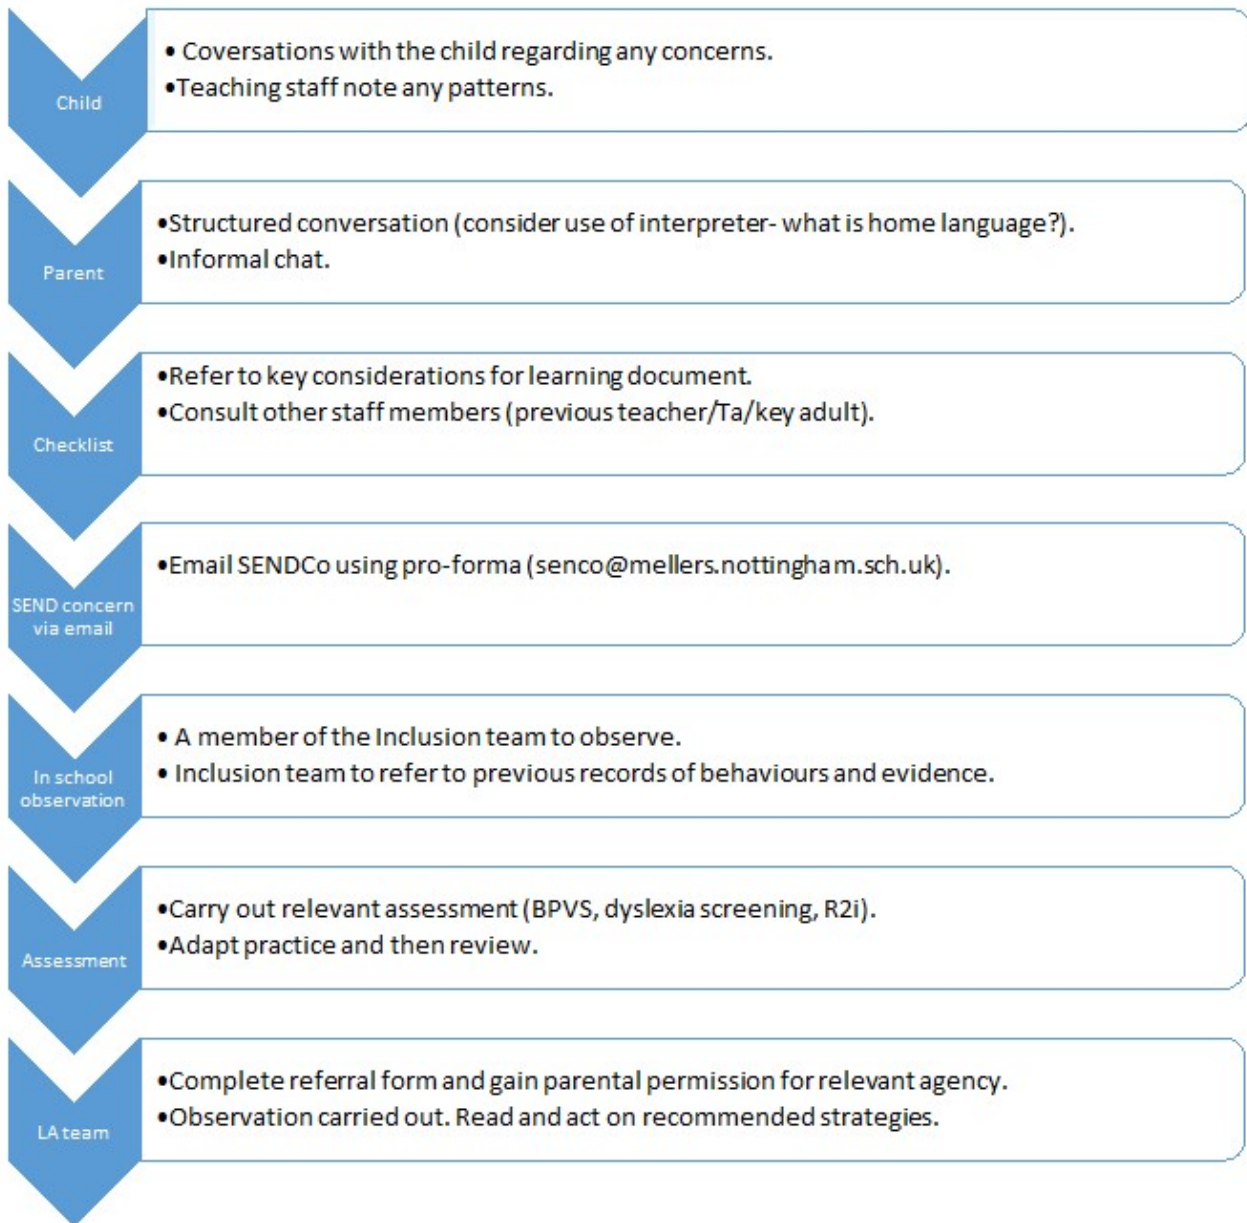 Child
• Coversations with the child regarding any concerns.
•Teaching staff note any patterns.
Parent
•Structured conversation (consider use of interpreter- what is home language?).
•Informal chat.
Checklist
•Refer to key considerations for learning document.
•Consult other staff members (previous teacher/Ta/key adult).
SEND concern
via email
•Email SENDCo using pro-forma (senco@mellers.nottingham.sch.uk).
In school
observation
• A member of the Inclusion team to observe.
• Inclusion team to refer to previous records of behaviours and evidence.
Assessment
•Carry out relevant assessment (BPVS, dyslexia screening, R2i).
•Adapt practice and then review.
LA team
•Complete referral form and gain parental permission for relevant agency.
•Observation carried out. Read and act on recommended strategies.